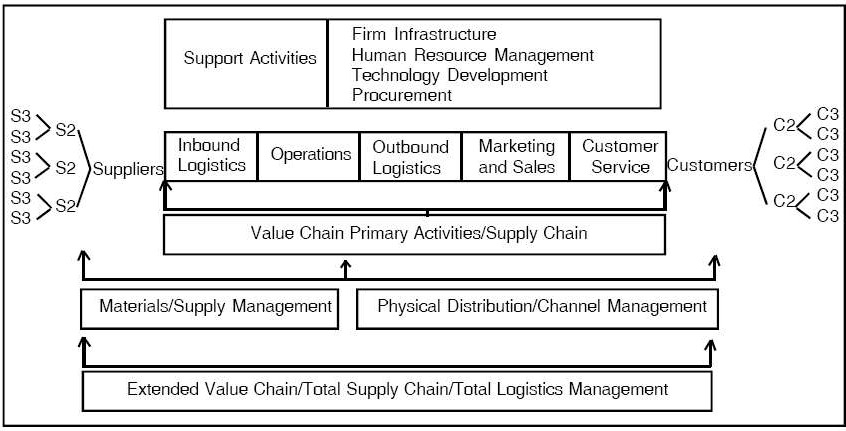 Support Activities
Firm Infrastructure
Human Resource Management
Technology Development
Procurement
S3
S3
S3
S3
S3
S3
S2
S2
S2
Suppliers
Inbound
Logistics
Operations
Outbound
Logistics
Marketing
and Sales
Customer
Service
Customers
C2
C2
C2
C3
C3
C3
C3
C3
C3
Value Chain Primary Activities/Supply Chain
Materials/Supply Management
Physical Distribution/Channel Management
Extended Value Chain/Total Supply Chain/Total Logistics Management